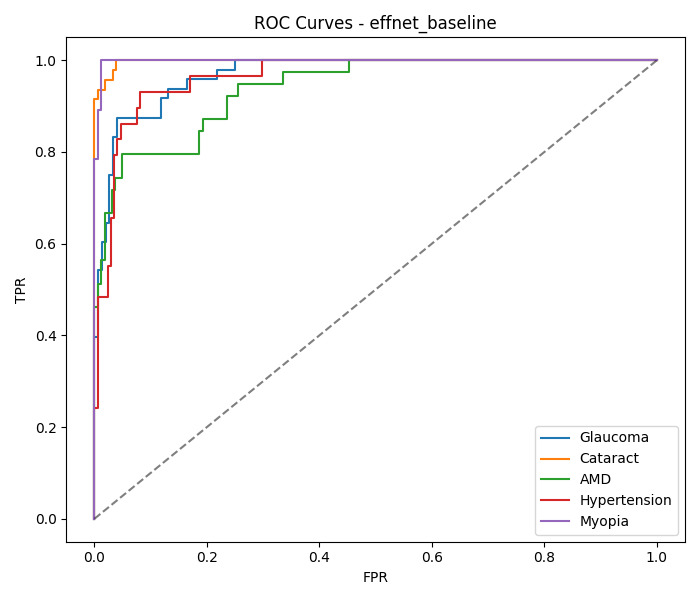 ROC Curves - effnet_baseline
1.0
0.8
0.6
0.4
0.2
0.0
TPR
0.0 0.2 0.4 0.6 0.8 1.0
FPR
Glaucoma
Cataract
AMD
Hypertension
Myopia